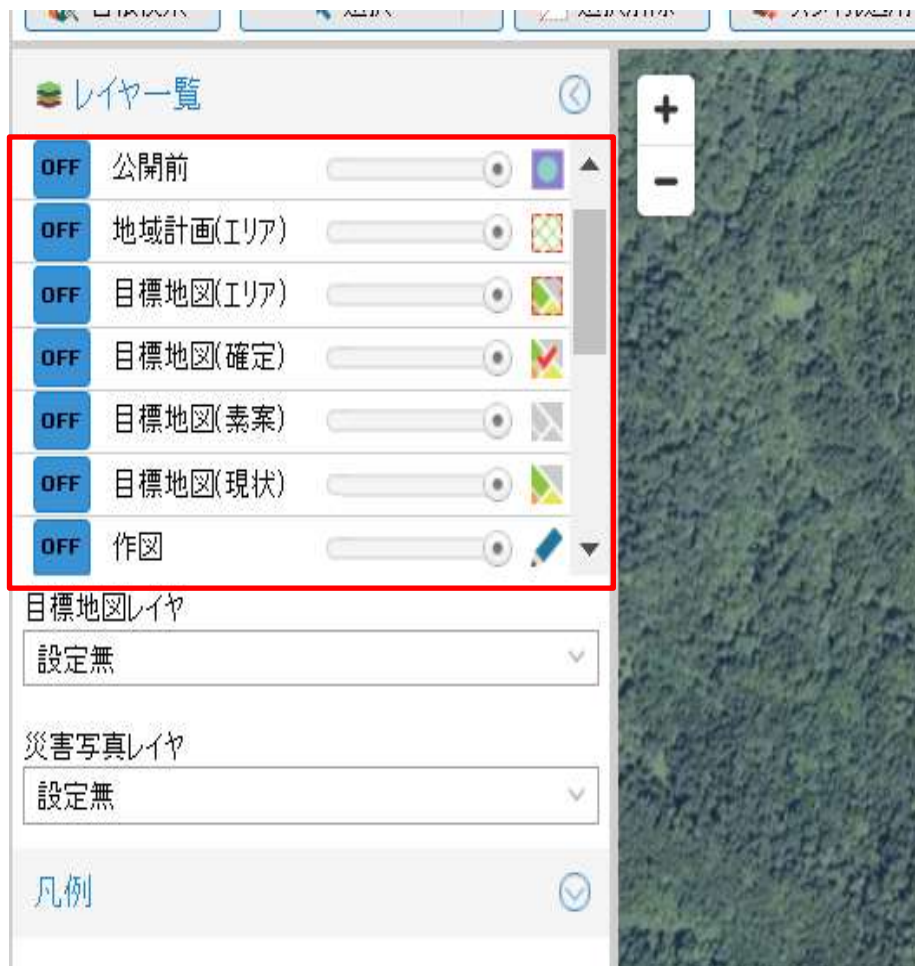 選択
レイヤ一覧
+
OFF 公開前
-
OFF 地域計画(エリア)
OFF 目標地図(エリア)
OFF 目標地図(確定)
OFF 目標地図(素案)
OFF 目標地図(現状)
OFF 作図
目標地図レイヤ
設定無
災害写真レイヤ
設定無
凡例